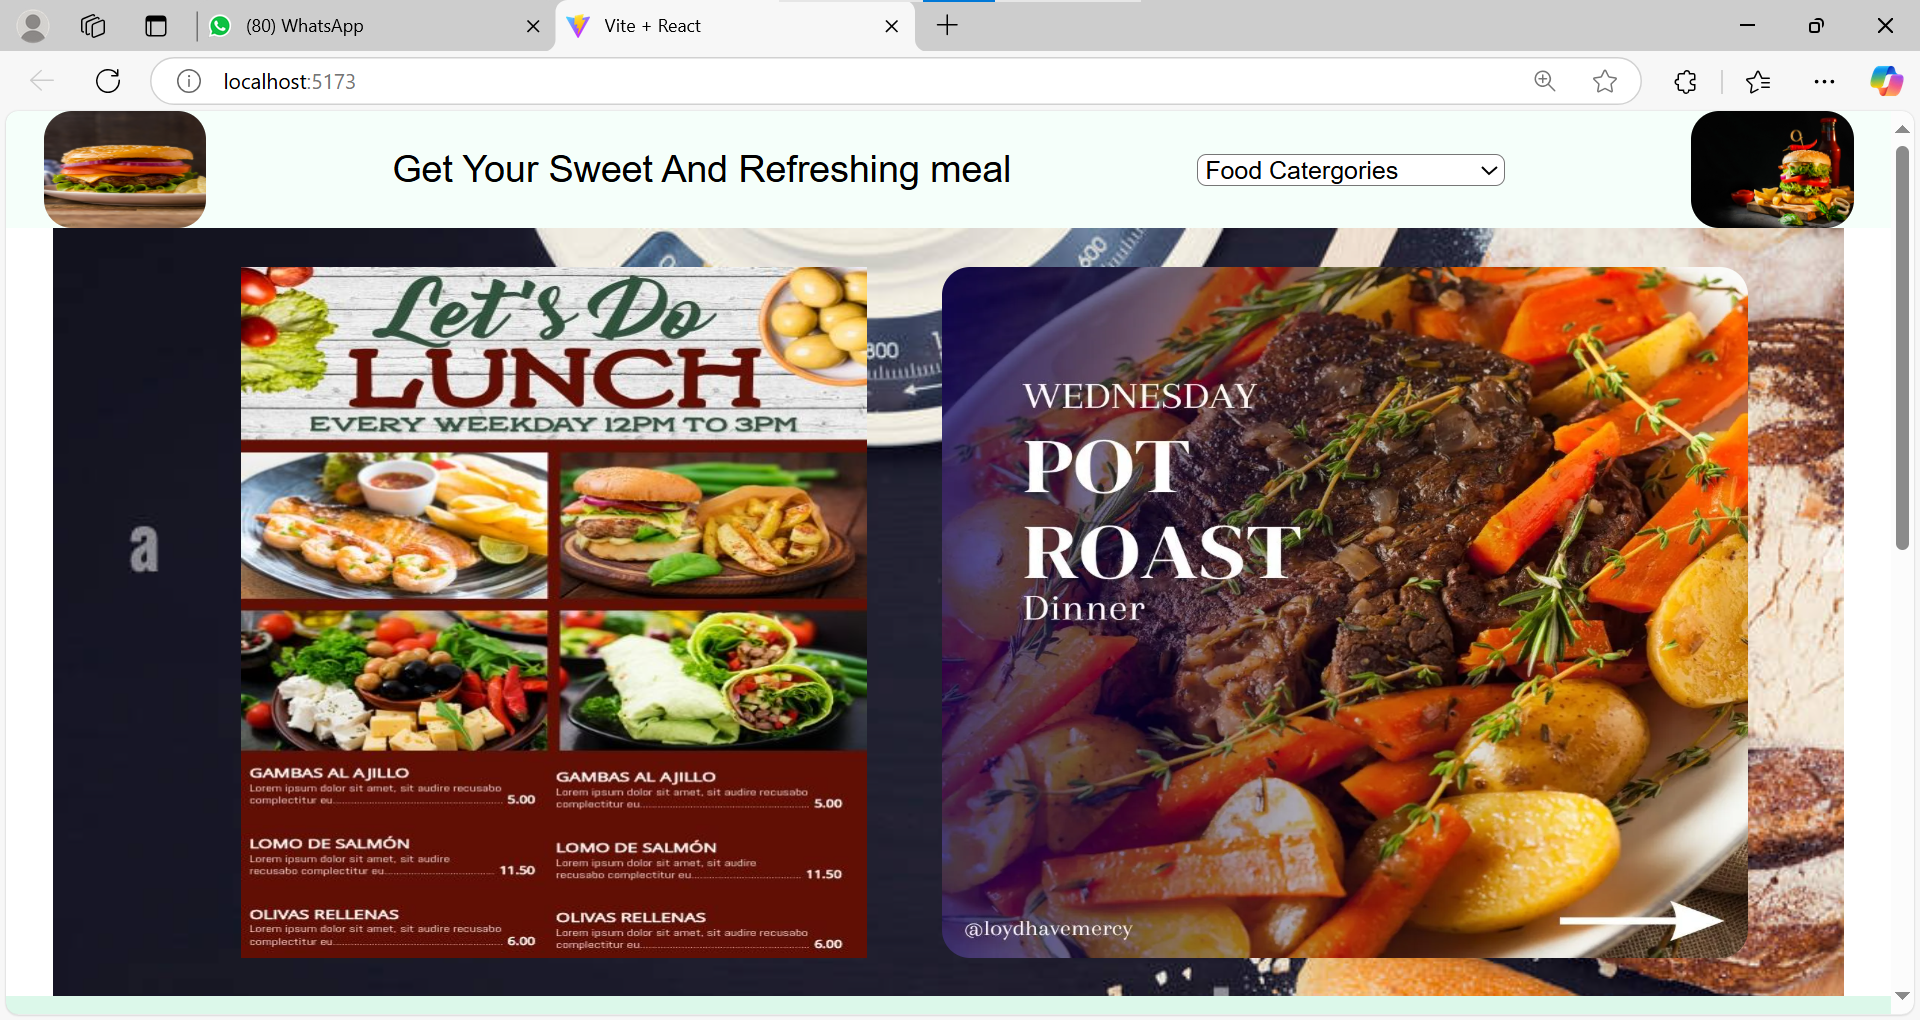 (80) WhatsApp
Vite + React
localhost:5173
Get Your Sweet And Refreshing meal
Food Catergories
600
800
a
Let's Do
LUNCH
EVERY WEEKDAY 12PM TO 3PM
GAMBAS AL AJILLO
Lorem ipsum dolor sit amet, sit audire recusabo
complectitur eu 5.00
LOMO DE SALMÓN
Lorem ipsum dolor sit amet, sit audire
recusabo complectitur eu 11.50
OLIVAS RELLENAS
Lorem ipsum dolor sit amet, sit audire recusabo
complectitur eu 6.00
GAMBAS AL AJILLO
Lorem ipsum dolor sit amet, sit audire recusabo
complectitur eu 5.00
LOMO DE SALMÓN
Lorem ipsum dolor sit amet, sit audire
recusabo complectitur eu 11.50
OLIVAS RELLENAS
Lorem ipsum dolor sit amet, sit audire recusabo
complectitur eu 6.00
WEDNESDAY
POT
ROAST
Dinner
@loydhavemercy